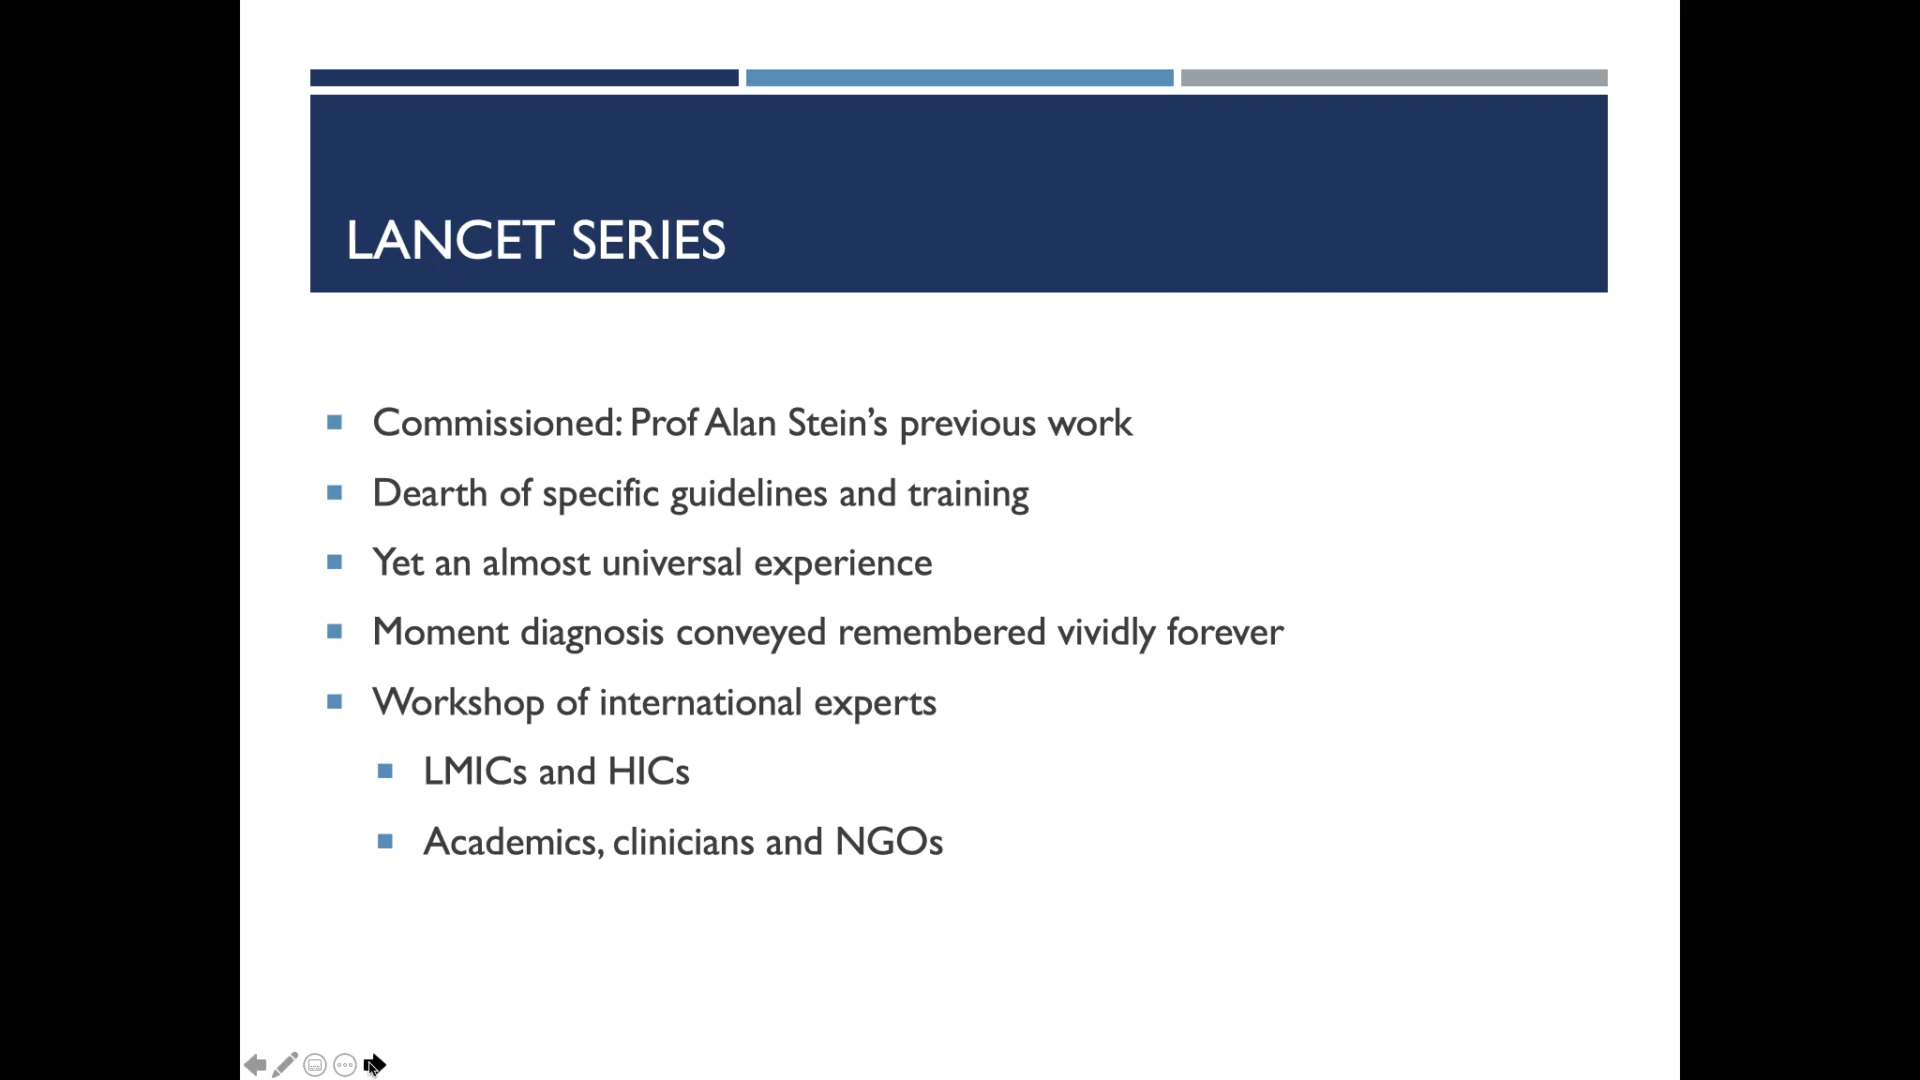 LANCET SERIES
Commissioned: Prof Alan Stein’s previous work
Dearth of specific guidelines and training
Yet an almost universal experience
Moment diagnosis conveyed remembered vividly forever
Workshop of international experts
LMICs and HICs
Academics, clinicians and NGOs